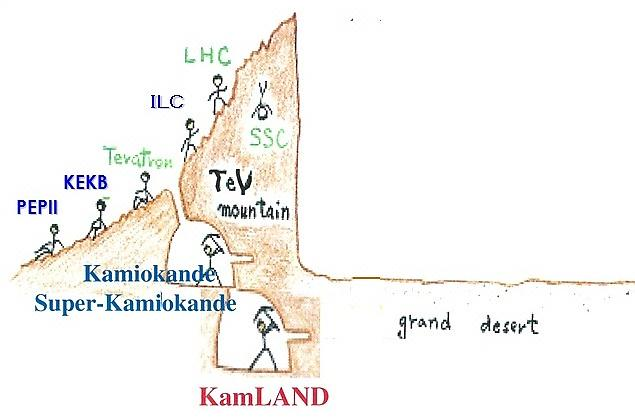 LHC
ILC
SSC
Tevatron
KEKB
PEPII
TeV
mountain
Kamiokande
Super-Kamiokande
grand desert
KamLAND